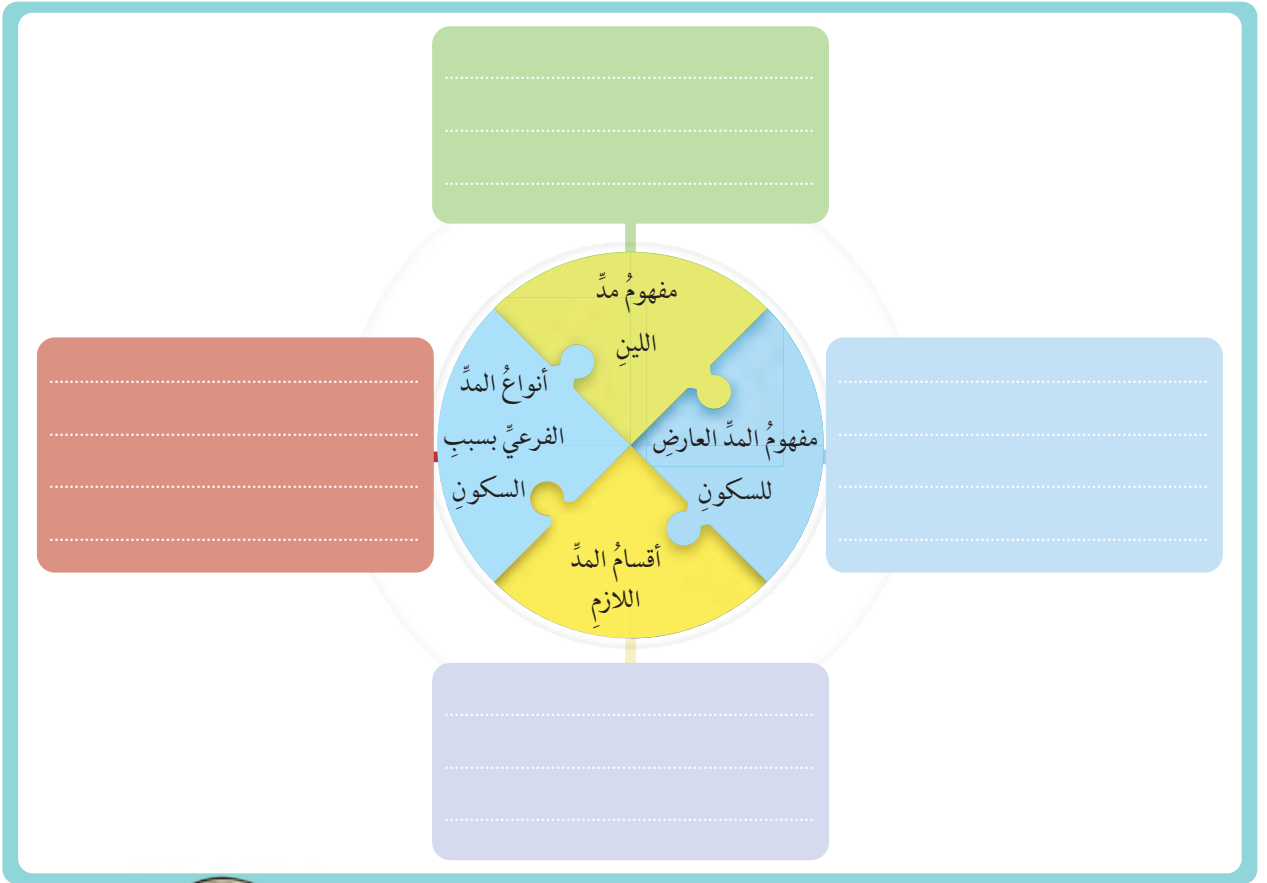 مفهومُ مدِّ
اللينِ
مفهومُ المدِّ العارضِ
للسكونِ
أنواعُ المدِّ
الفرعيِّ بسببِ
السكونِ
أقسامُ المدِّ
اللازمِ